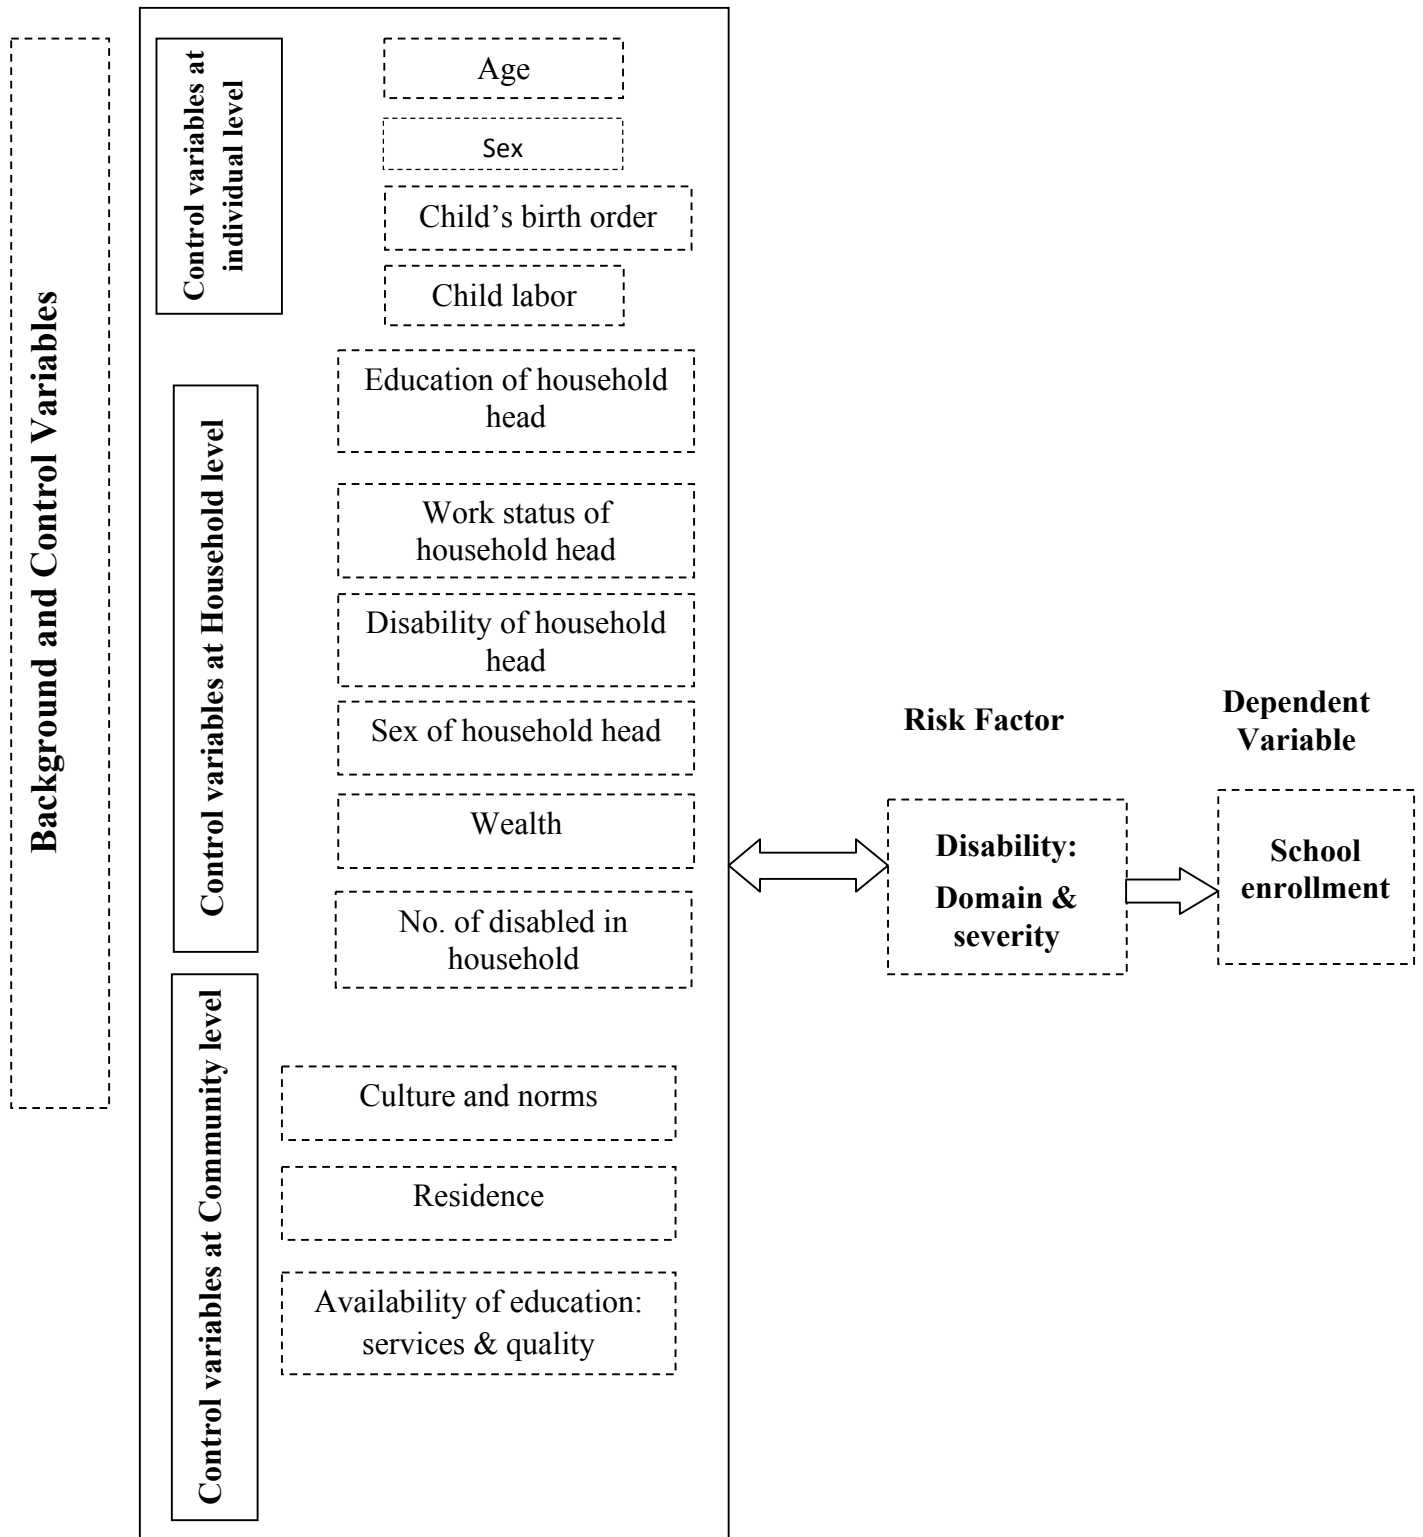 Background and Control Variables
Control variables at
individual level
Age
Sex
Child’s birth order
Child labor
Control variables at Household level
Education of household
head
Work status of
household head
Disability of household
head
Sex of household head
Wealth
No. of disabled in
household
Control variables at Community level
Culture and norms
Residence
Availability of education:
services & quality
Risk Factor
Disability:
Domain &
severity
Dependent
Variable
School
enrollment